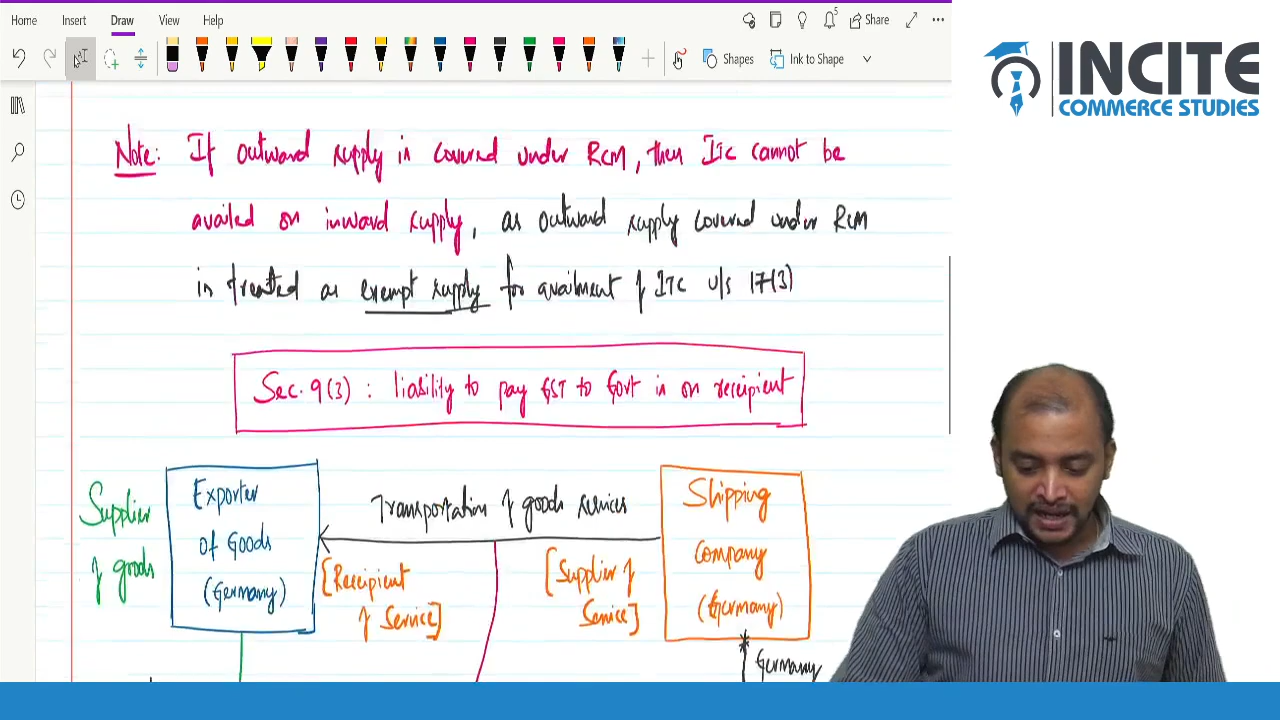 Home Insert Draw View Help
5 Share
Shapes Ink to Shape
INCITE
COMMERCE STUDIES
Note: If outward supply is covered under RCM, then ITC cannot be
availed on inward supply, as outward supply covered under RCM
is treated as exempt supply for availment of ITC u/s 17(3)
Sec. 9(3) : liability to pay GST to Govt is on receipient
Supplier
of goods
Exporter
of Goods
(Germany)
Transportation of goods services
[Receipient
of Service]
[Supplier of
Service]
Shipping
Company
(Germany)
Germany